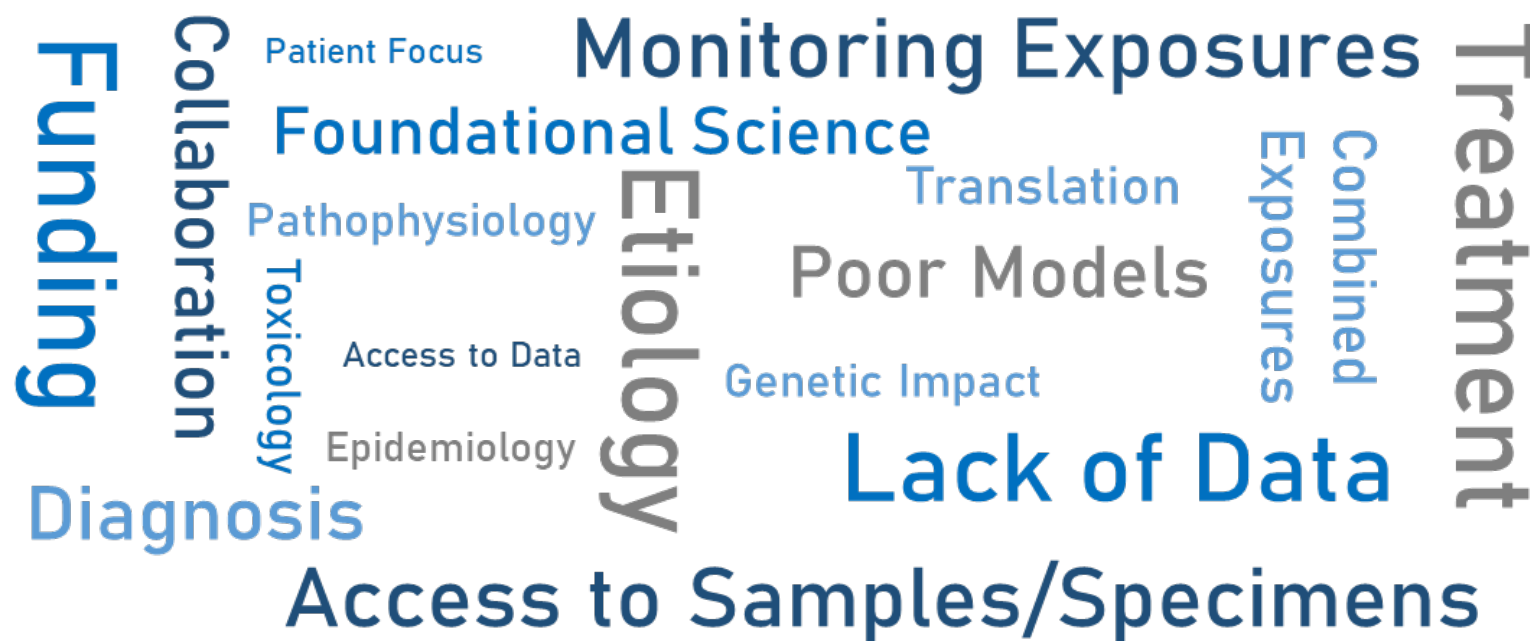 Funding
Collaboration
Patient Focus
Monitoring Exposures
Treatment
Foundational Science
Combined
Exposures
Translation
Pathophysiology
Etiology
Poor Models
Toxicology
Access to Data
Genetic Impact
Epidemiology
Lack of Data
Diagnosis
Access to Samples/Specimens